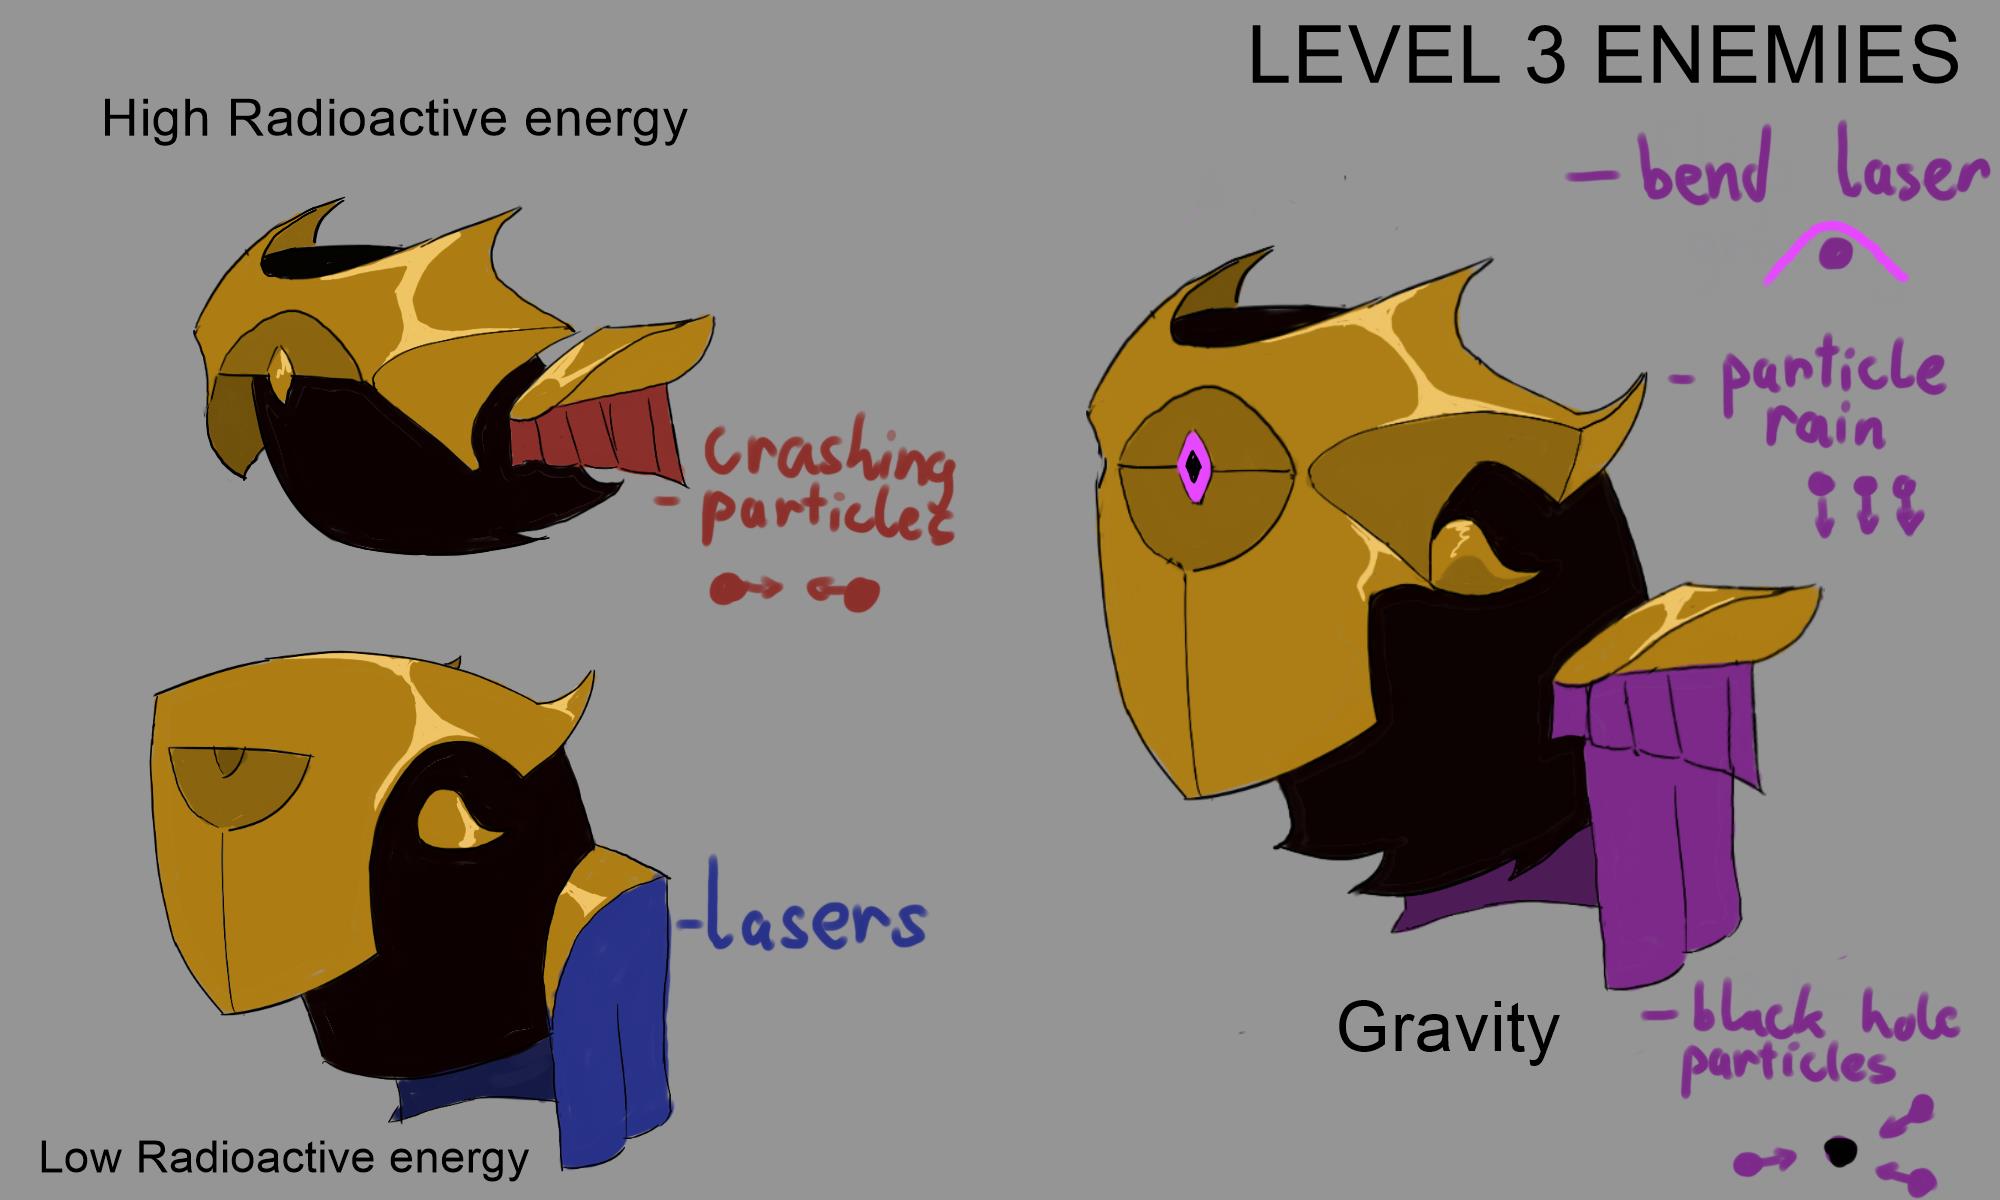 LEVEL 3 ENEMIES
High Radioactive energy
crashing
- particles
Low Radioactive energy
-lasers
Gravity
- bend laser
- particle
rain
- black hole
particles